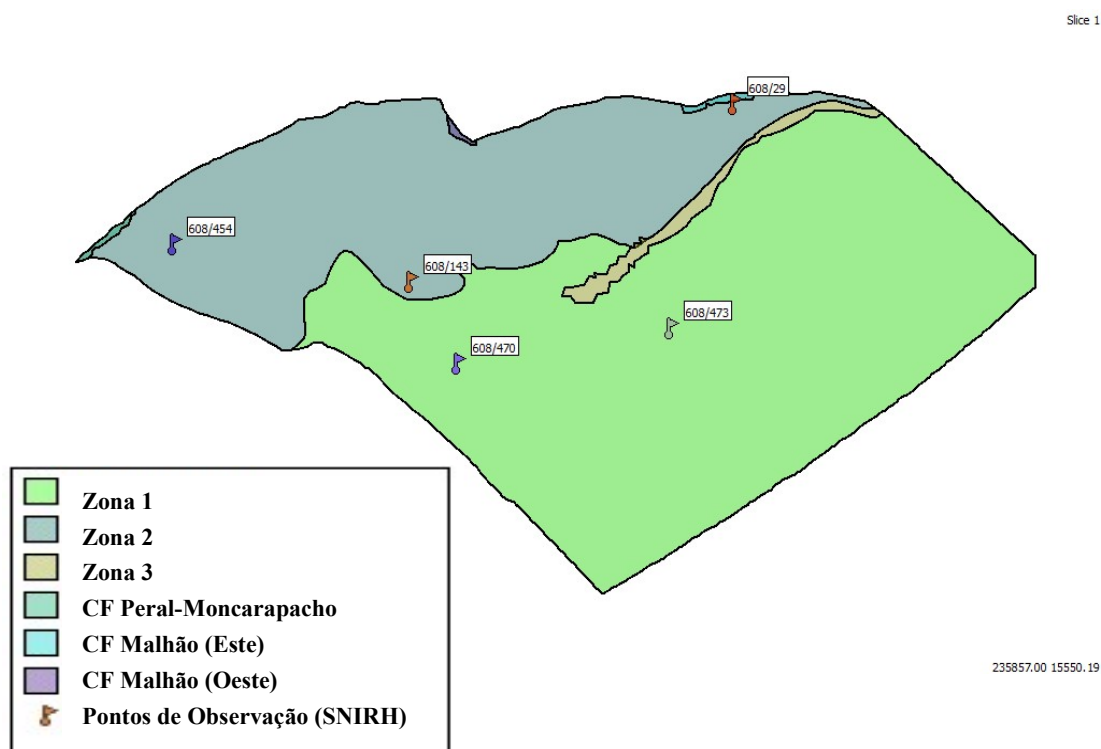 Slice 1
608/29
608/454
608/143
608/473
608/470
Zona 1
Zona 2
Zona 3
CF Peral-Moncarapacho
CF Malhão (Este)
CF Malhão (Oeste)
Pontos de Observação (SNIRH)
235857.00 15550.19